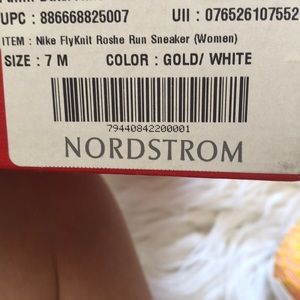 UPC : 886668825007 UII : 076526107552
ITEM : Nike FlyKnit Roshe Run Sneaker (Women)
SIZE : 7 M COLOR : GOLD/ WHITE
79440842200001
NORDSTROM